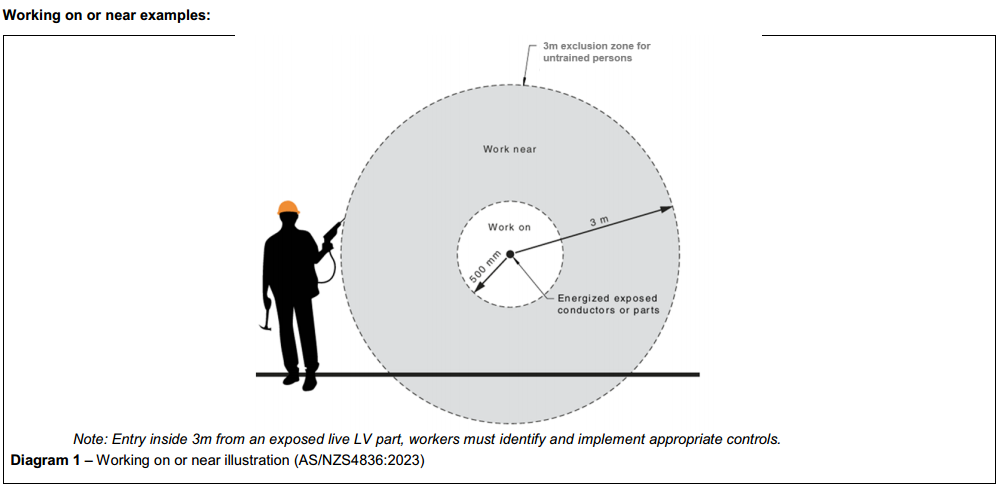 Working on or near examples:
3m exclusion zone for
untrained persons
Work near
3 m
Work on
500 mm
Energized exposed
conductors or parts
Note: Entry inside 3m from an exposed live LV part, workers must identify and implement appropriate controls.
Diagram 1 – Working on or near illustration (AS/NZS4836:2023)